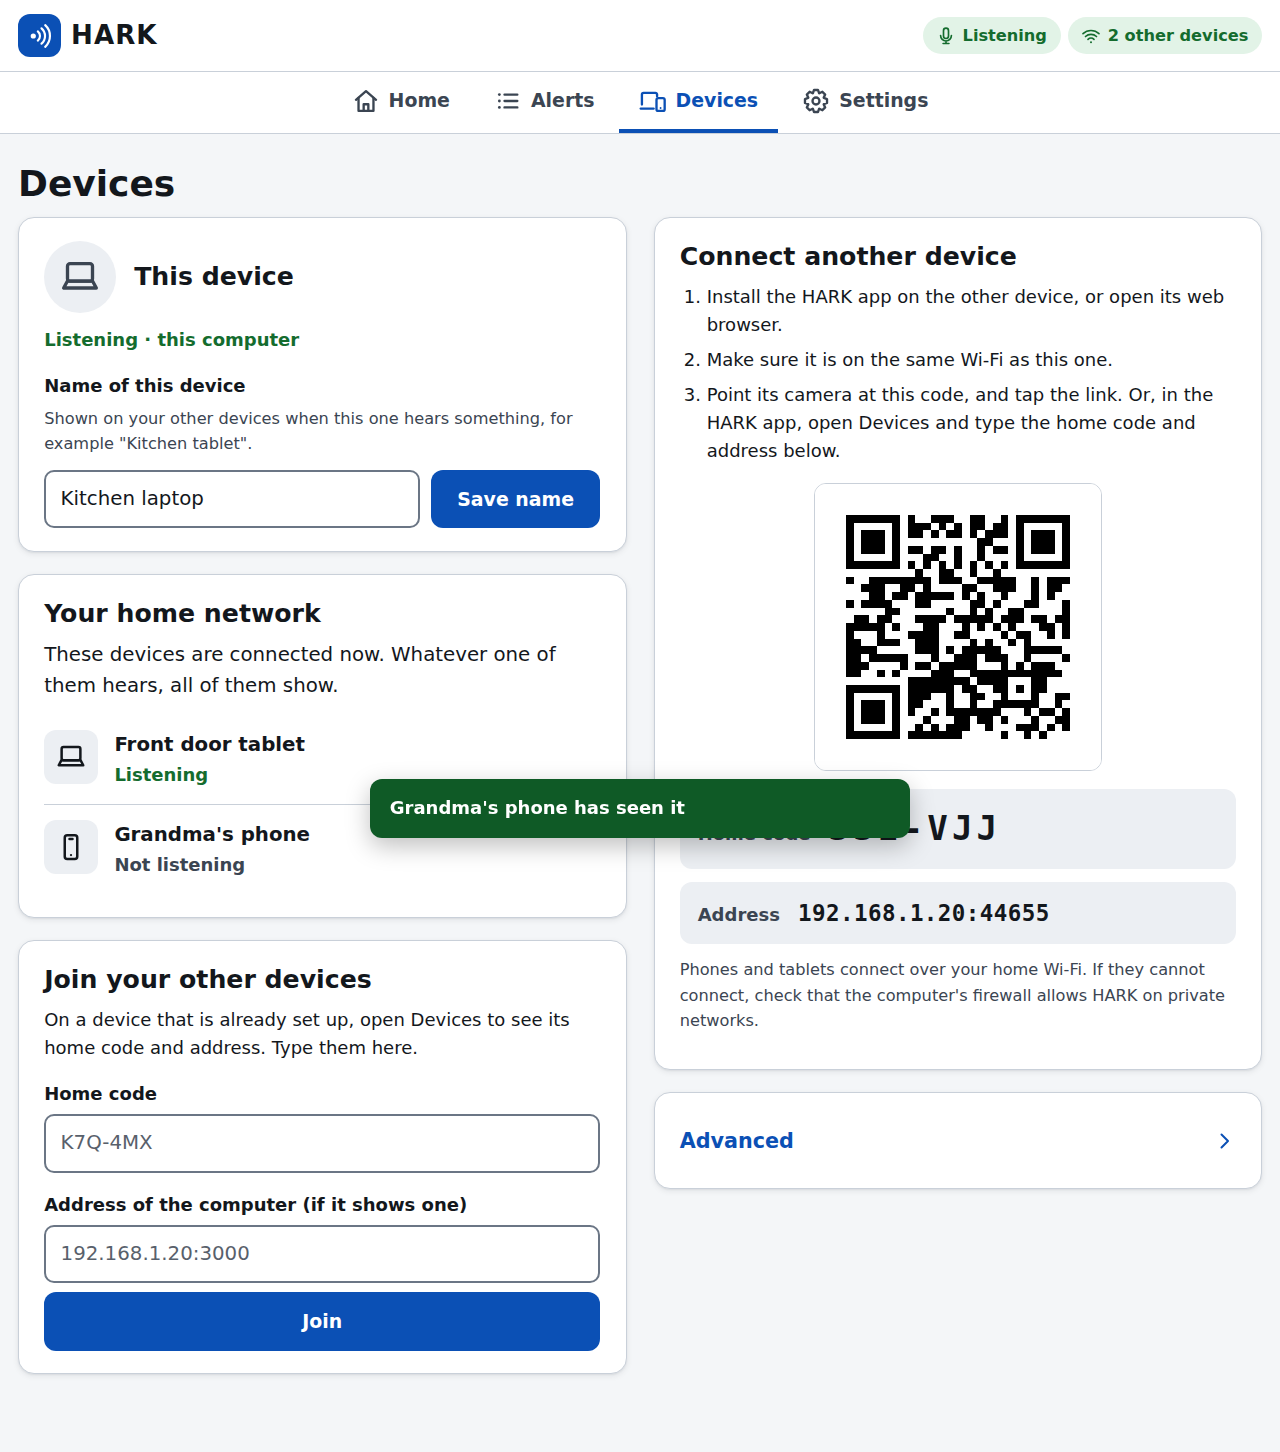 HARK
Listening
2 other devices
Home
Alerts
Devices
Settings
Devices
This device
Listening · this computer
Name of this device
Shown on your other devices when this one hears something, for
example "Kitchen tablet".
Kitchen laptop
Save name
Your home network
These devices are connected now. Whatever one of
them hears, all of them show.
Front door tablet
Listening
Grandma's phone
Not listening
Join your other devices
On a device that is already set up, open Devices to see its
home code and address. Type them here.
Home code
K7Q-4MX
Address of the computer (if it shows one)
192.168.1.20:3000
Join
Connect another device
1. Install the HARK app on the other device, or open its web
browser.
2. Make sure it is on the same Wi-Fi as this one.
3. Point its camera at this code, and tap the link. Or, in the
HARK app, open Devices and type the home code and
address below.
Grandma's phone has seen it
-VJJ
Address 192.168.1.20:44655
Phones and tablets connect over your home Wi-Fi. If they cannot
connect, check that the computer's firewall allows HARK on private
networks.
Advanced